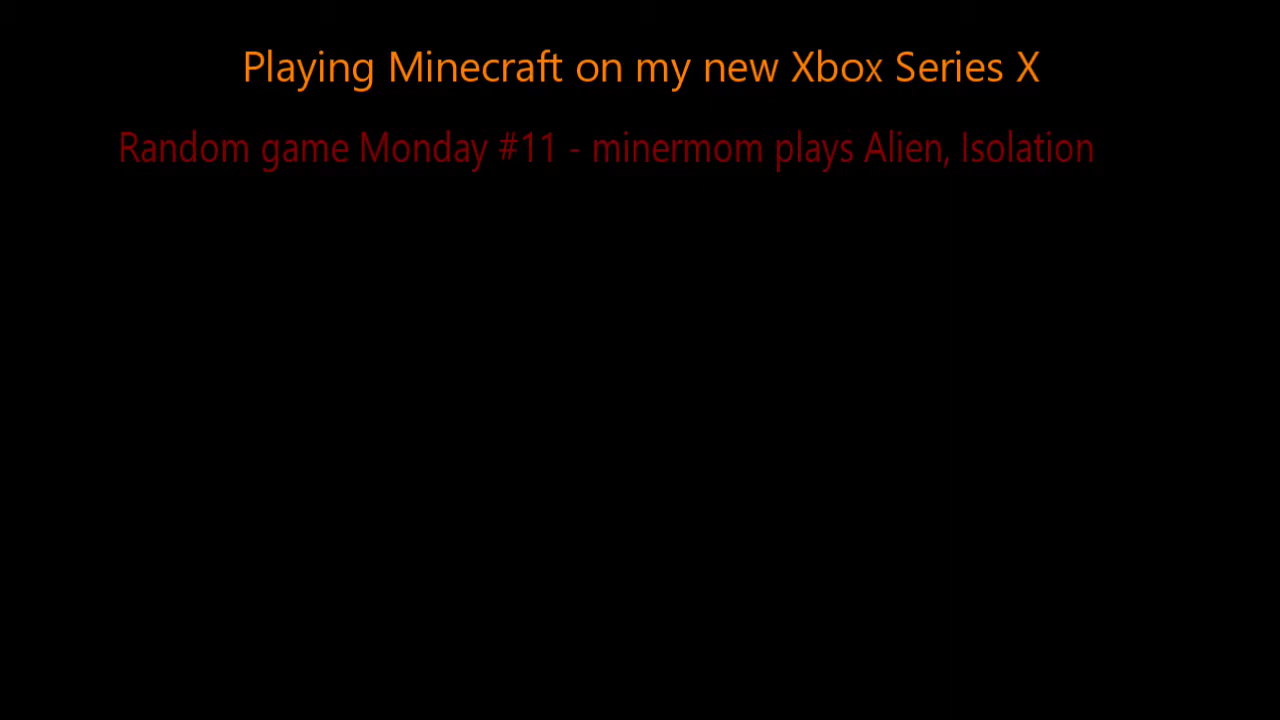 Playing Minecraft on my new Xbox Series X
Random game Monday #11 - minermom plays Alien, Isolation